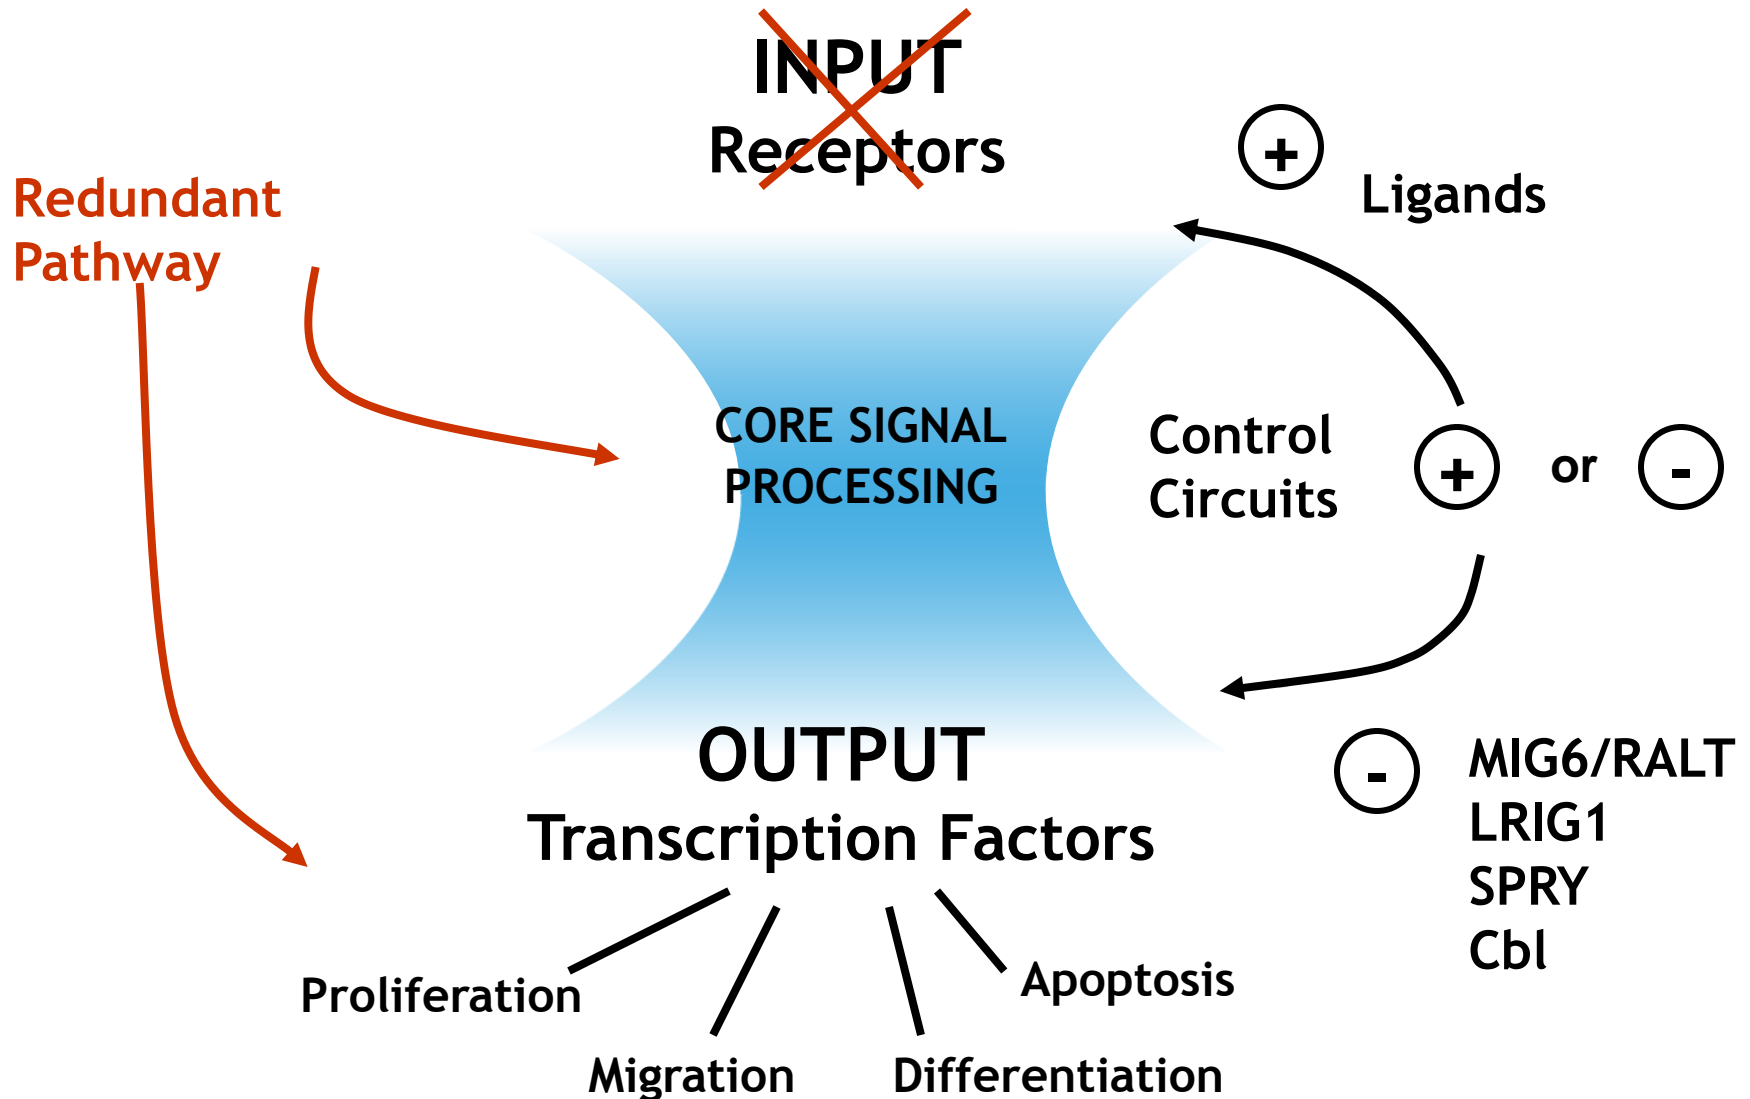 INPUT
Receptors
+
Ligands
Redundant
Pathway
CORE SIGNAL
PROCESSING
Control
Circuits
+ or -
OUTPUT
Transcription Factors
-
MIG6/RALT
LRIG1
SPRY
Cbl
Proliferation
Apoptosis
Migration
Differentiation